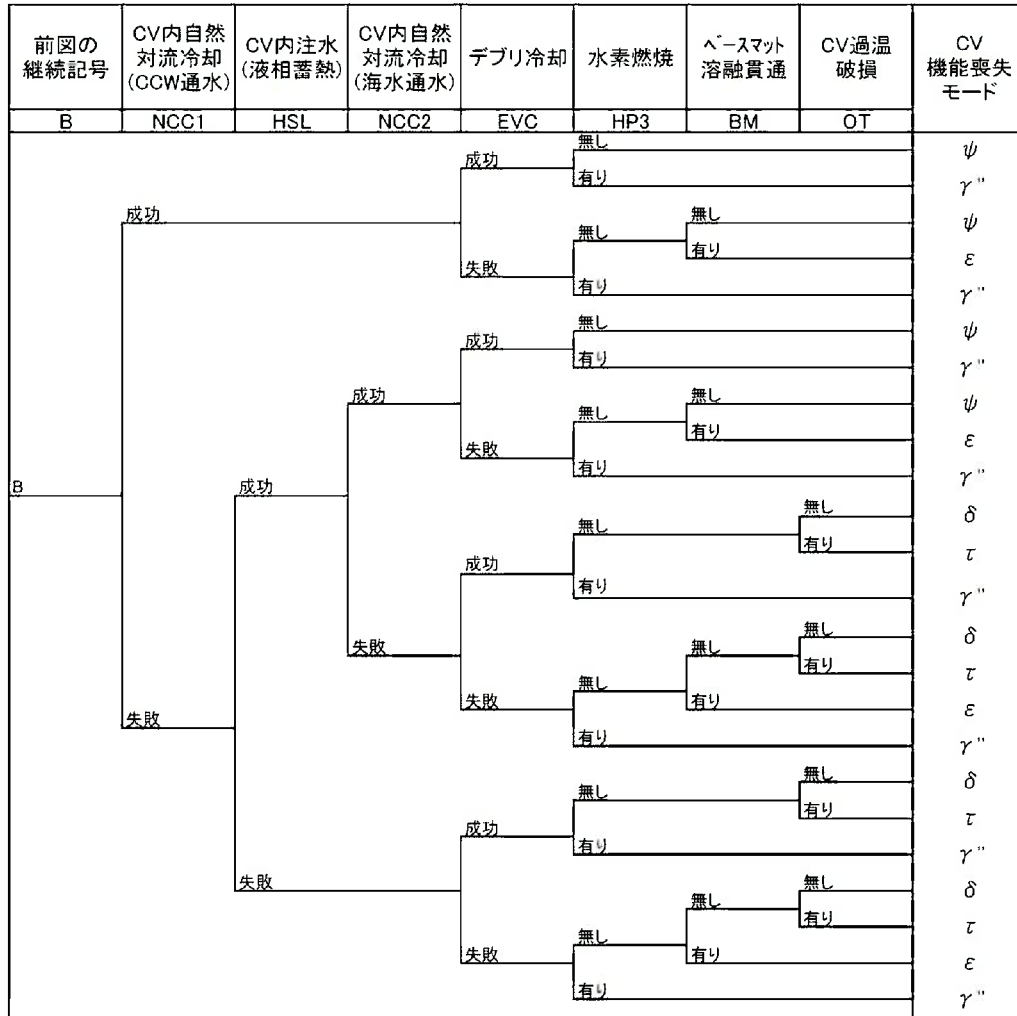 前図の
継続記号
CV内自然
対流冷却
(CCW通水)
CV内注水
(液相蓄熱)
CV内自然
対流冷却
(海水通水)
デブリ冷却
水素燃焼
ベースマット
溶融貫通
CV過温
破損
CV
機能喪失
モード
B
NCC1
HSL
NCC2
EVC
HP3
BM
OT
無し
ψ
成功
有り
γ"
成功
無し
ψ
無し
有り
ε
失敗
有り
γ"
無し
ψ
成功
有り
γ"
成功
無し
ψ
無し
有り
ε
失敗
有り
γ"
B
成功
無し
δ
無し
有り
τ
成功
有り
γ"
無し
δ
失敗
無し
有り
τ
無し
失敗
有り
ε
失敗
有り
γ"
無し
δ
無し
有り
τ
成功
有り
γ"
失敗
無し
δ
無し
有り
τ
無し
失敗
有り
ε
有り
γ"